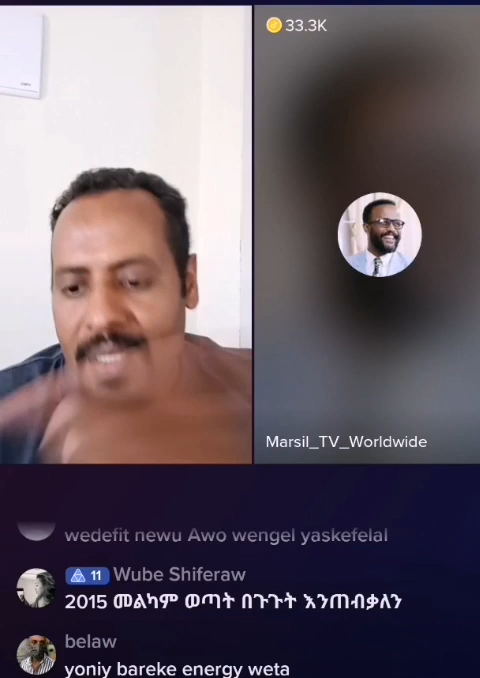 33.3K
Marsil_TV_Worldwide
wedefit newu Awo wengel yaskefelal
11 Wube Shiferaw
2015 መልካም ወጣት በጉጉት እንጠብቃለን
belaw
yoniy bareke energy weta